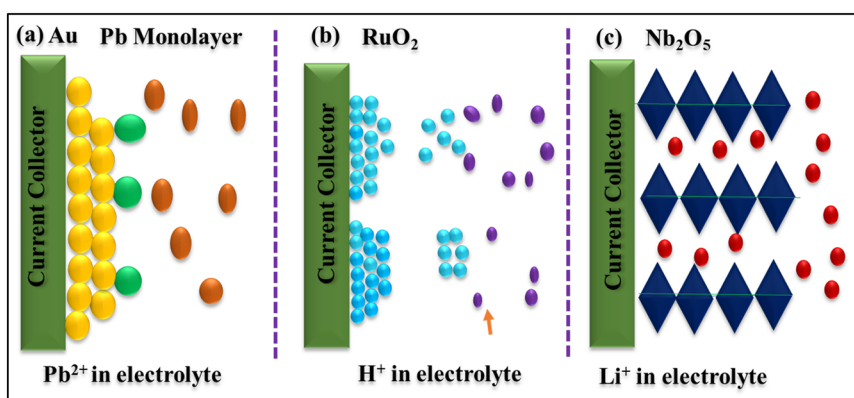 (a) Au Pb Monolayer
Current Collector
Pb²⁺ in electrolyte
(b) RuO₂
Current Collector
H⁺ in electrolyte
(c) Nb₂O₅
Current Collector
Li⁺ in electrolyte